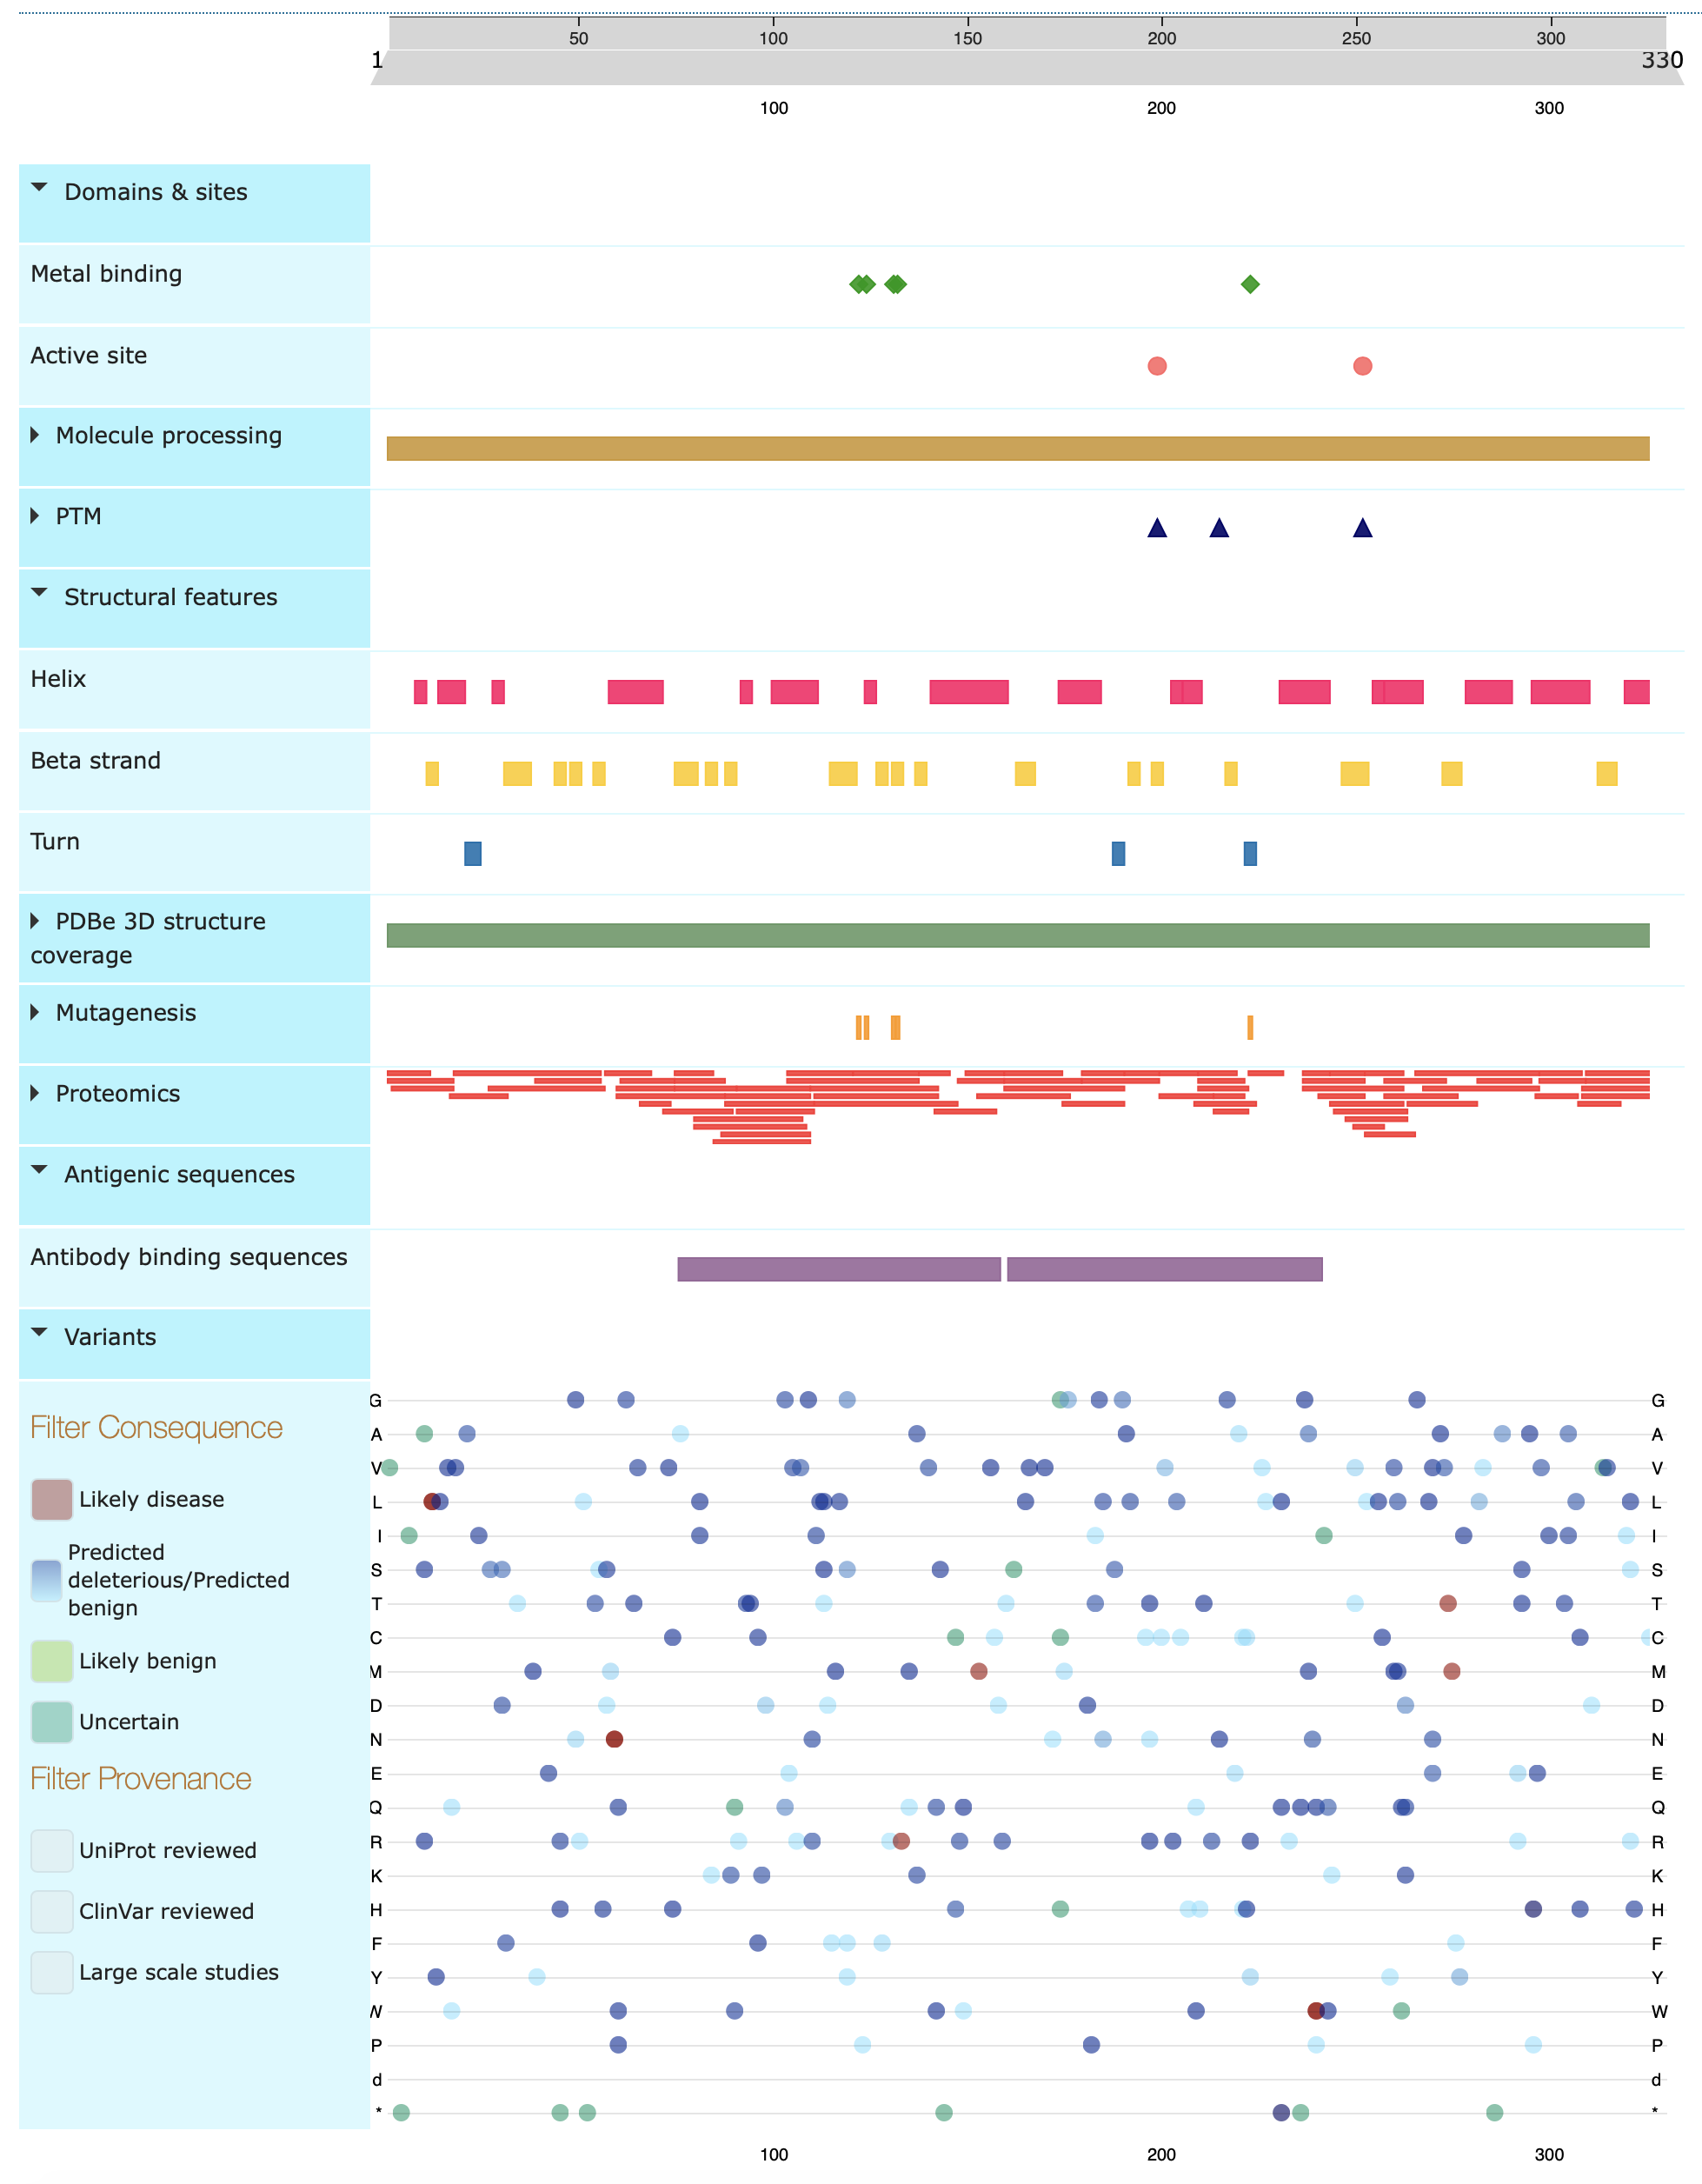 50 100 150 200 250 300
1 330
100 200 300
Domains & sites
Metal binding
Active site
Molecule processing
PTM
Structural features
Helix
Beta strand
Turn
PDBe 3D structure
coverage
Mutagenesis
Proteomics
Antigenic sequences
Antibody binding sequences
Variants
Filter Consequence
Likely disease
Predicted
deleterious/Predicted
benign
Likely benign
Uncertain
Filter Provenance
UniProt reviewed
ClinVar reviewed
Large scale studies
G G
A A
V V
L L
I I
S S
T T
C C
M M
D D
N N
E E
Q Q
R R
K K
H H
F F
Y Y
W W
P P
d d
* *
100 200 300